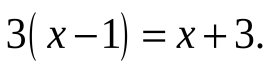 3( x − 1) = x + 3.